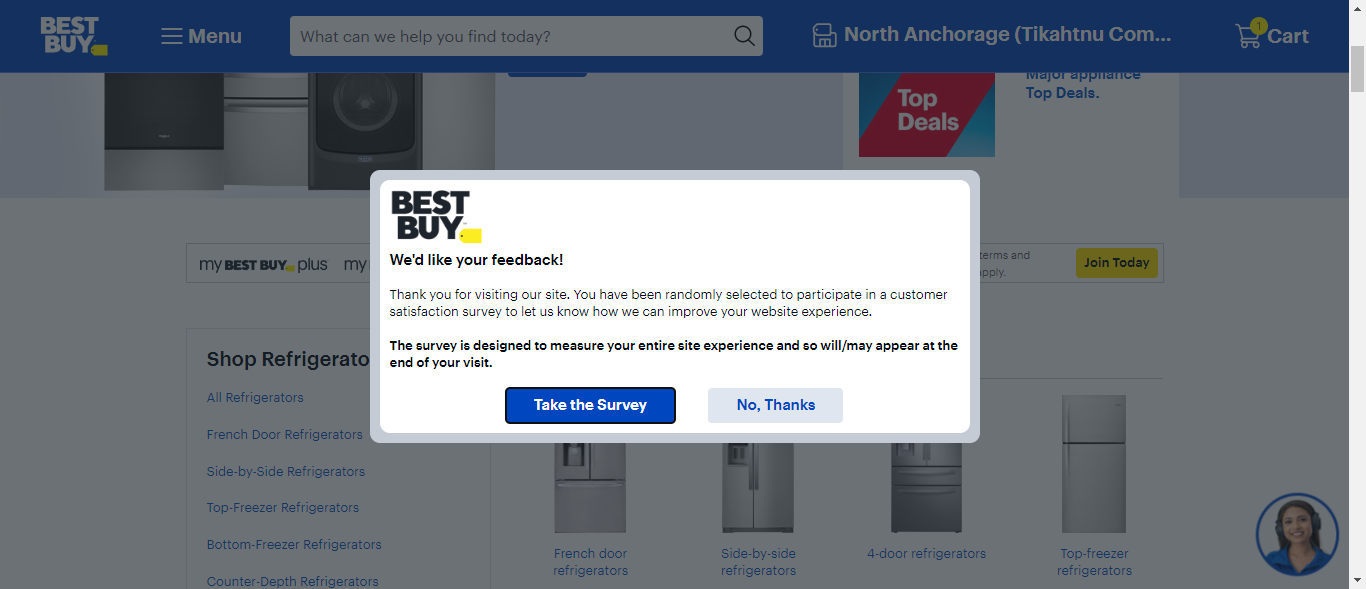 BEST
BUY
Menu
What can we help you find today?
North Anchorage (Tikahtnu Com...
1
Cart
Major appliance
Top Deals.
Top
Deals
BEST
BUY
We'd like your feedback!
Thank you for visiting our site. You have been randomly selected to participate in a customer
satisfaction survey to let us know how we can improve your website experience.
The survey is designed to measure your entire site experience and so will/may appear at the
end of your visit.
Take the Survey
No, Thanks
my BEST BUY plus
my
terms and
apply.
Join Today
Shop Refrigerato
All Refrigerators
French Door Refrigerators
Side-by-Side Refrigerators
Top-Freezer Refrigerators
Bottom-Freezer Refrigerators
Counter-Depth Refrigerators
French door
refrigerators
Side-by-side
refrigerators
4-door refrigerators
Top-freezer
refrigerators